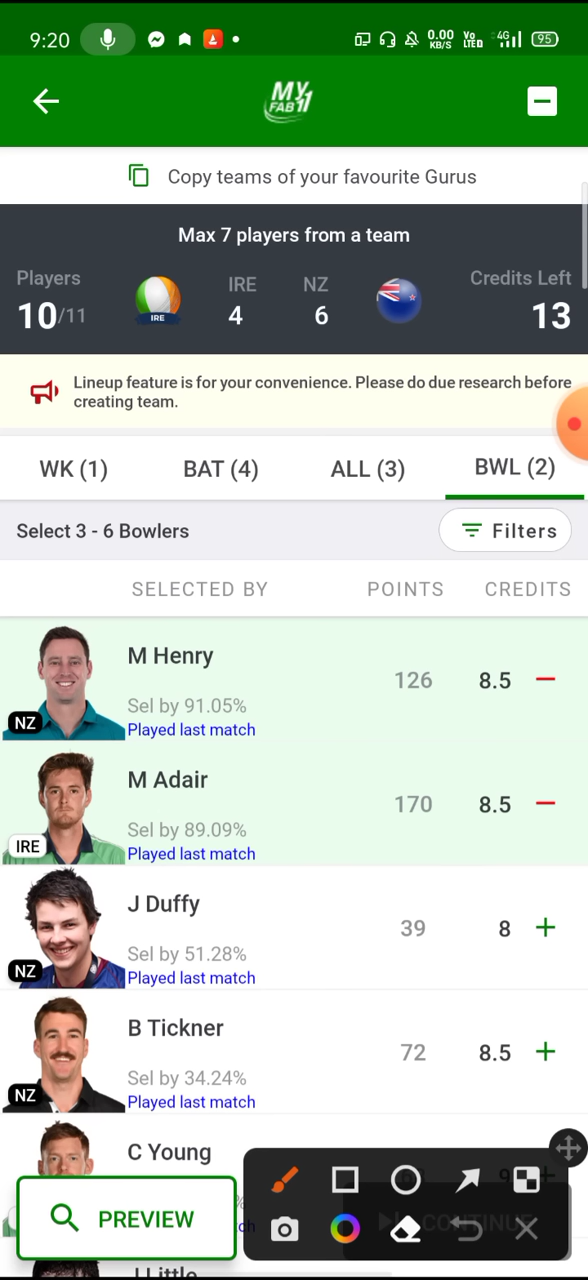 9:20
0.00 KB/S
Vo LTED
4G
95
MY FAB11
Copy teams of your favourite Gurus
Max 7 players from a team
Players IRE NZ Credits Left
10/11 IRE 4 6 13
Lineup feature is for your convenience. Please do due research before
creating team.
WK (1) BAT (4) ALL (3) BWL (2)
Select 3 - 6 Bowlers Filters
SELECTED BY POINTS CREDITS
M Henry
126 8.5 −
Sel by 91.05%
NZ Played last match
M Adair
170 8.5 −
Sel by 89.09%
IRE Played last match
J Duffy
39 8 +
Sel by 51.28%
NZ Played last match
B Tickner
72 8.5 +
Sel by 34.24%
NZ Played last match
C Young
PREVIEW
CONTINUE
J Little